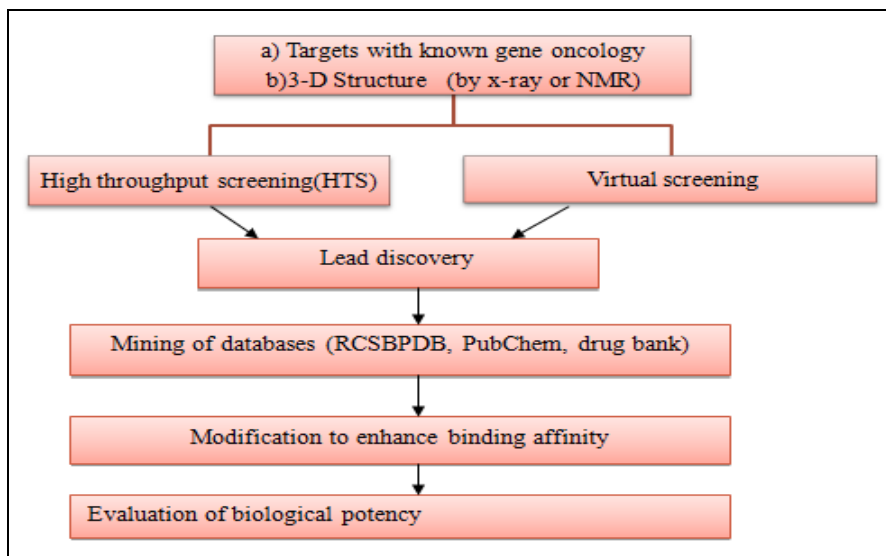 a) Targets with known gene oncology
b)3-D Structure (by x-ray or NMR)
High throughput screening(HTS)
Virtual screening
Lead discovery
Mining of databases (RCSBPDB, PubChem, drug bank)
Modification to enhance binding affinity
Evaluation of biological potency